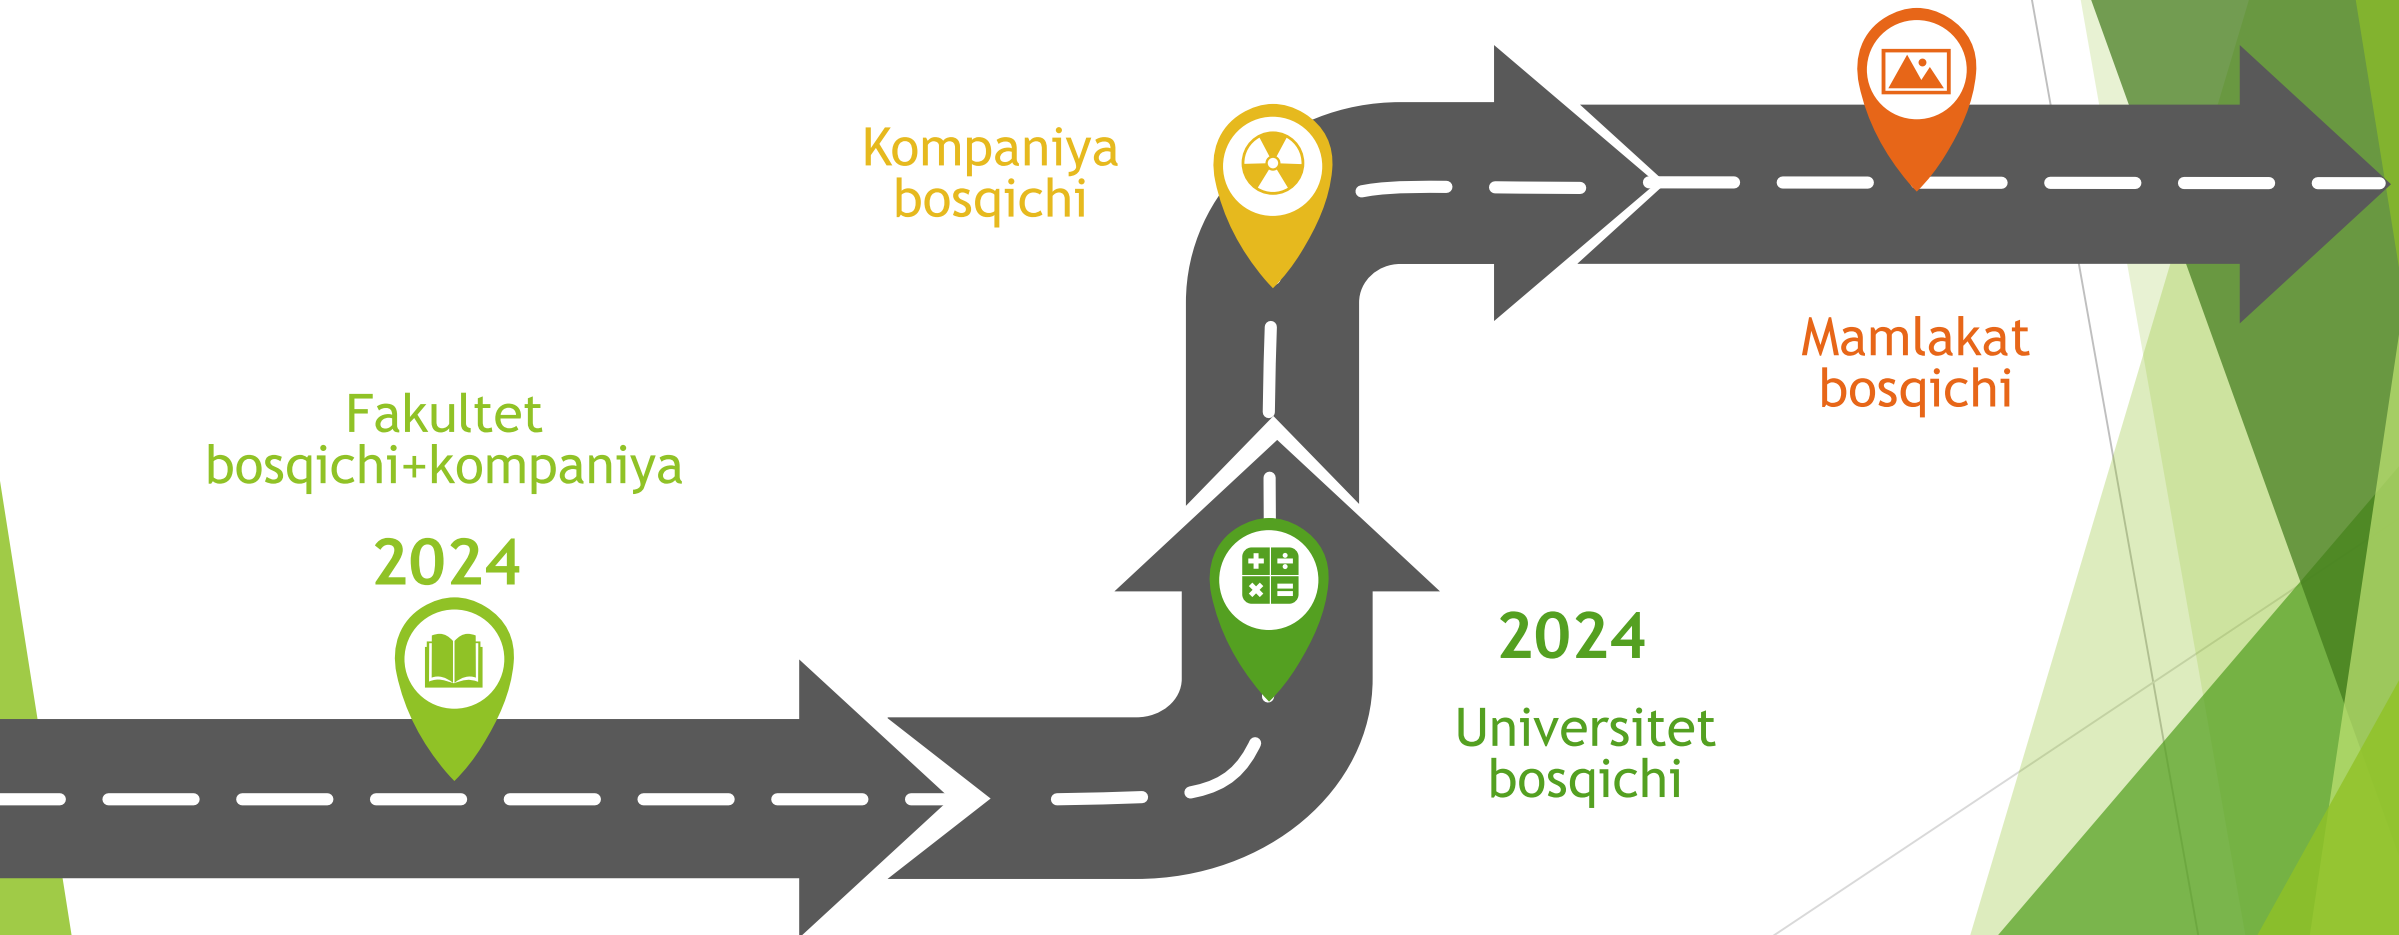 Fakultet
bosqichi+kompaniya
2024
2024
Universitet
bosqichi
Kompaniya
bosqichi
Mamlakat
bosqichi